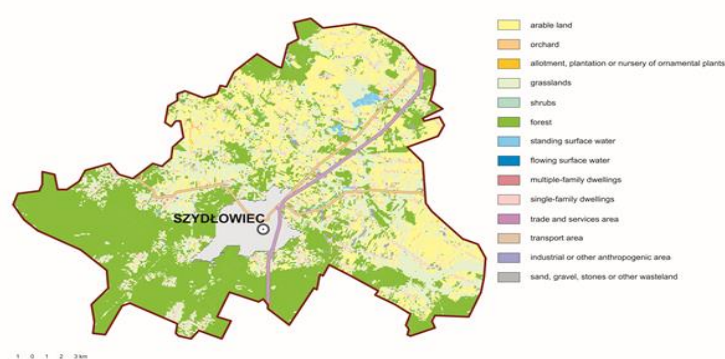 arable land
orchard
allotment, plantation or nursery of ornamental plants
grasslands
shrubs
forest
standing surface water
flowing surface water
multiple-family dwellings
single-family dwellings
trade and services area
transport area
industrial or other anthropogenic area
sand, gravel, stones or other wasteland
SZYDŁOWIEC
1 0 1 2 3 km